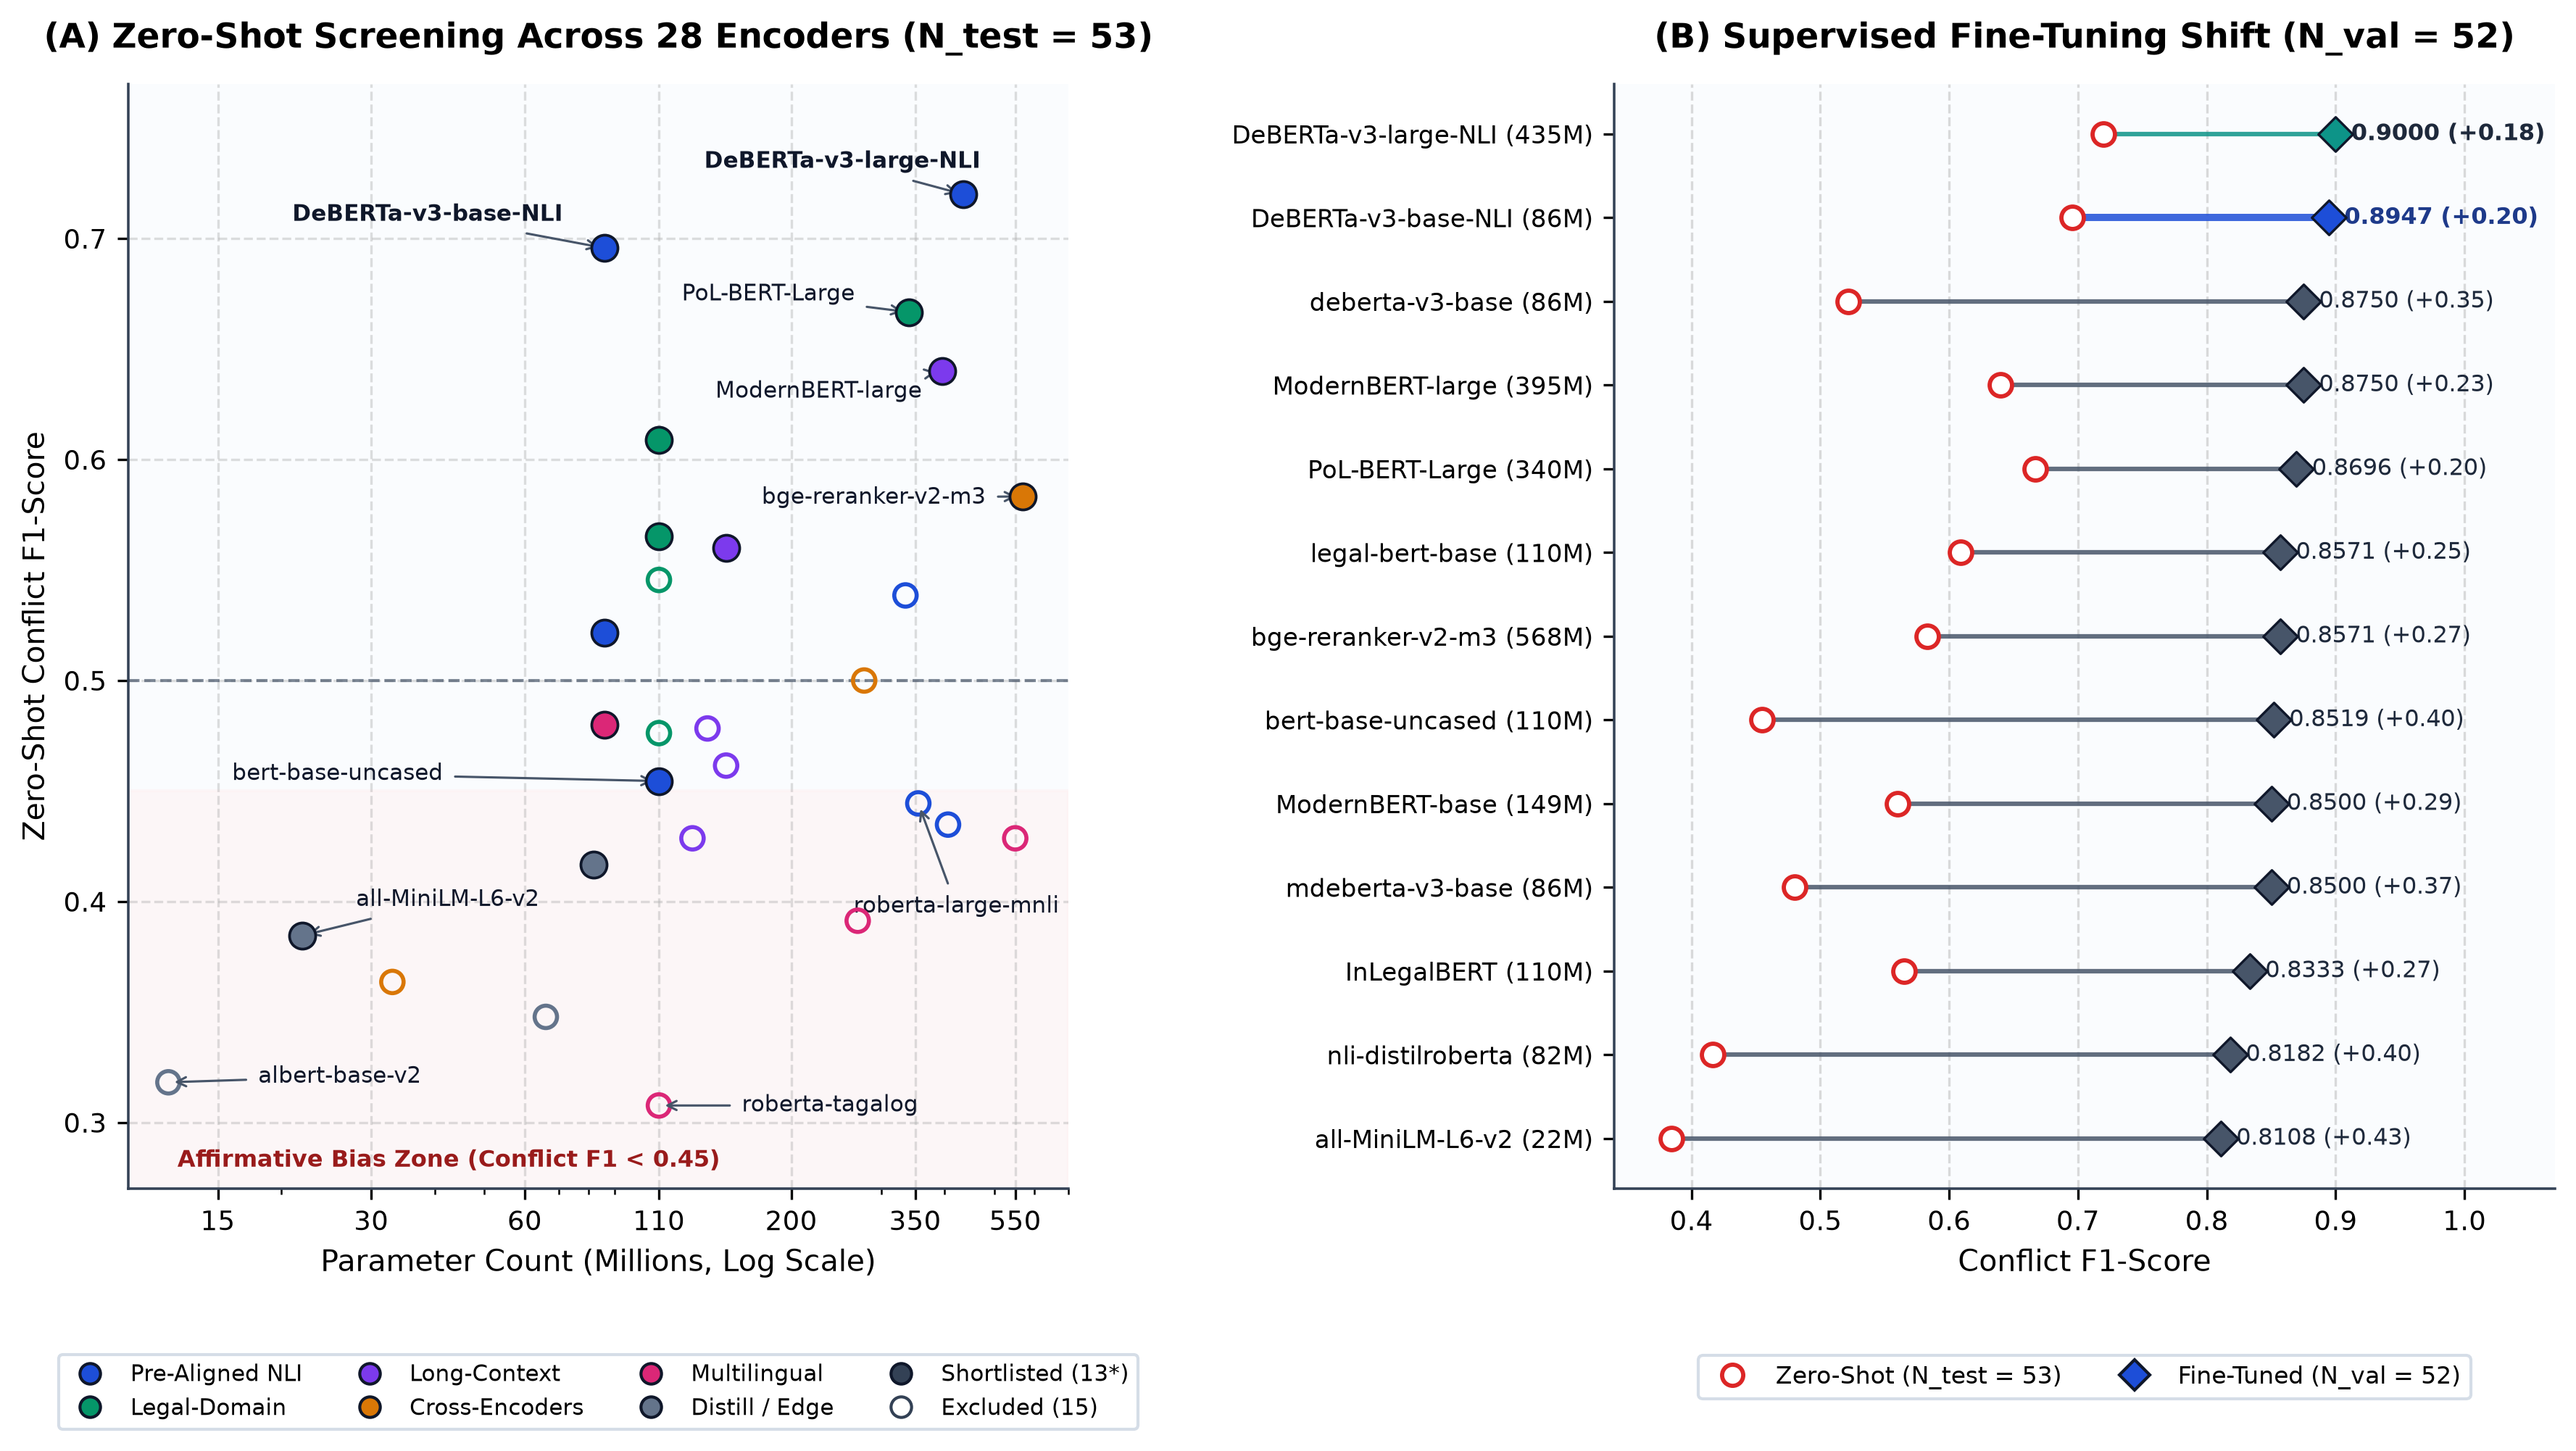 (A) Zero-Shot Screening Across 28 Encoders (N_test = 53)
Zero-Shot Conflict F1-Score
0.7
0.6
0.5
0.4
0.3
DeBERTa-v3-large-NLI
DeBERTa-v3-base-NLI
PoL-BERT-Large
ModernBERT-large
bge-reranker-v2-m3
bert-base-uncased
all-MiniLM-L6-v2
roberta-large-mnli
albert-base-v2
roberta-tagalog
Affirmative Bias Zone (Conflict F1 < 0.45)
15 30 60 110 200 350 550
Parameter Count (Millions, Log Scale)
Pre-Aligned NLI Long-Context Multilingual Shortlisted (13*)
Legal-Domain Cross-Encoders Distill / Edge Excluded (15)
(B) Supervised Fine-Tuning Shift (N_val = 52)
DeBERTa-v3-large-NLI (435M) 0.9000 (+0.18)
DeBERTa-v3-base-NLI (86M) 0.8947 (+0.20)
deberta-v3-base (86M) 0.8750 (+0.35)
ModernBERT-large (395M) 0.8750 (+0.23)
PoL-BERT-Large (340M) 0.8696 (+0.20)
legal-bert-base (110M) 0.8571 (+0.25)
bge-reranker-v2-m3 (568M) 0.8571 (+0.27)
bert-base-uncased (110M) 0.8519 (+0.40)
ModernBERT-base (149M) 0.8500 (+0.29)
mdeberta-v3-base (86M) 0.8500 (+0.37)
InLegalBERT (110M) 0.8333 (+0.27)
nli-distilroberta (82M) 0.8182 (+0.40)
all-MiniLM-L6-v2 (22M) 0.8108 (+0.43)
0.4 0.5 0.6 0.7 0.8 0.9 1.0
Conflict F1-Score
Zero-Shot (N_test = 53) Fine-Tuned (N_val = 52)